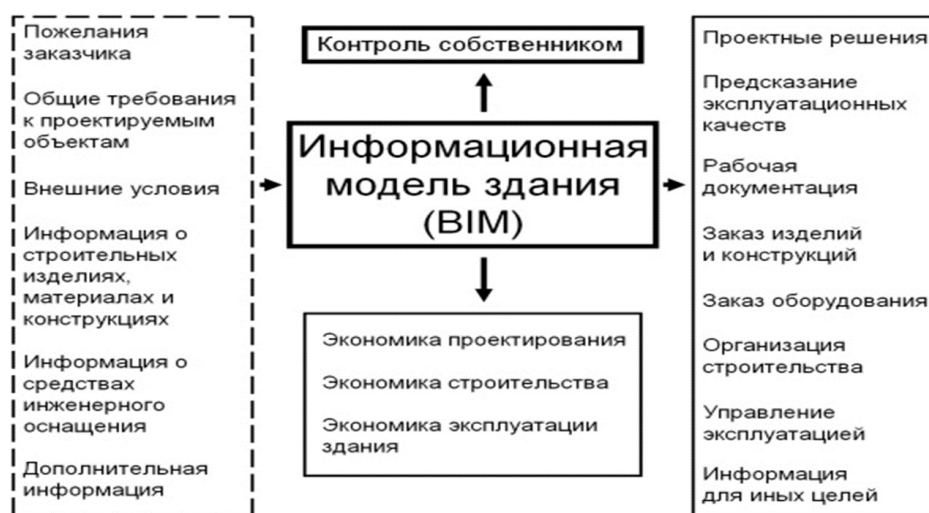 Пожелания
заказчика
Общие требования
к проектируемым
объектам
Внешние условия
Информация о
строительных
изделиях,
материалах и
конструкциях
Информация о
средствах
инженерного
оснащения
Дополнительная
информация
Контроль собственником
Информационная
модель здания
(BIM)
Экономика проектирования
Экономика строительства
Экономика эксплуатации
здания
Проектные решения
Предсказание
эксплуатационных
качеств
Рабочая
документация
Заказ изделий
и конструкций
Заказ оборудования
Организация
строительства
Управление
эксплуатацией
Информация
для иных целей